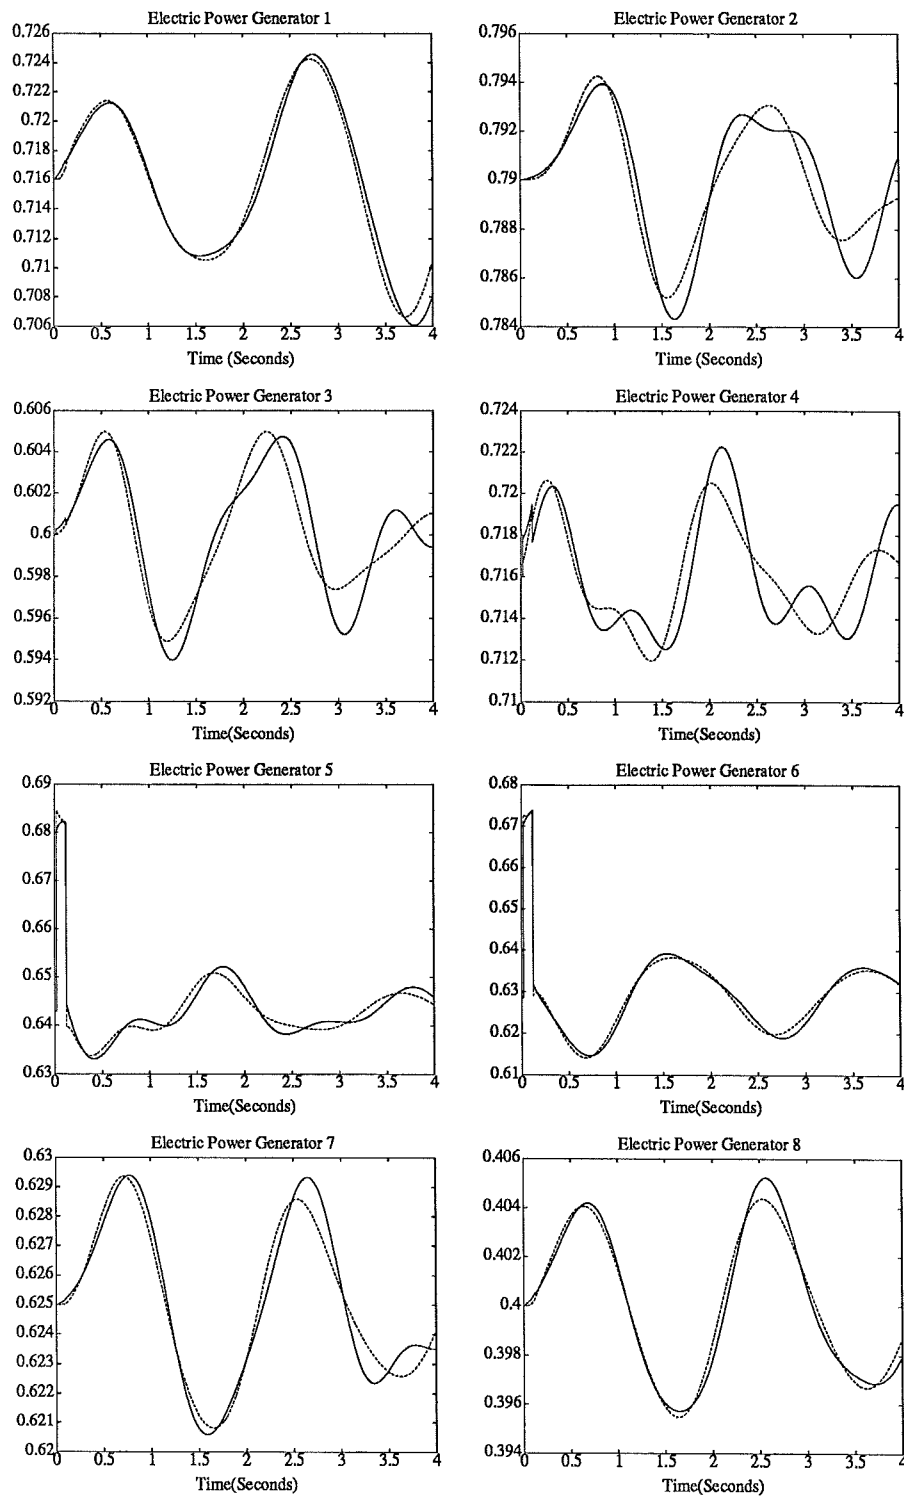 Electric Power Generator 1
0.726
0.724
0.722
0.72
0.718
0.716
0.714
0.712
0.71
0.708
0.706
0 0.5 1 1.5 2 2.5 3 3.5 4
Time (Seconds)
Electric Power Generator 2
0.796
0.794
0.792
0.79
0.788
0.786
0.784
0 0.5 1 1.5 2 2.5 3 3.5 4
Time (Seconds)
Electric Power Generator 3
0.606
0.604
0.602
0.6
0.598
0.596
0.594
0.592
0 0.5 1 1.5 2 2.5 3 3.5 4
Time(Seconds)
Electric Power Generator 4
0.724
0.722
0.72
0.718
0.716
0.714
0.712
0.71
0 0.5 1 1.5 2 2.5 3 3.5 4
Time(Seconds)
Electric Power Generator 5
0.69
0.68
0.67
0.66
0.65
0.64
0.63
0 0.5 1 1.5 2 2.5 3 3.5 4
Time(Seconds)
Electric Power Generator 6
0.68
0.67
0.66
0.65
0.64
0.63
0.62
0.61
0 0.5 1 1.5 2 2.5 3 3.5 4
Time(Seconds)
Electric Power Generator 7
0.63
0.629
0.628
0.627
0.626
0.625
0.624
0.623
0.622
0.621
0.62
0 0.5 1 1.5 2 2.5 3 3.5 4
Time(Seconds)
Electric Power Generator 8
0.406
0.404
0.402
0.4
0.398
0.396
0.394
0 0.5 1 1.5 2 2.5 3 3.5 4
Time(Seconds)